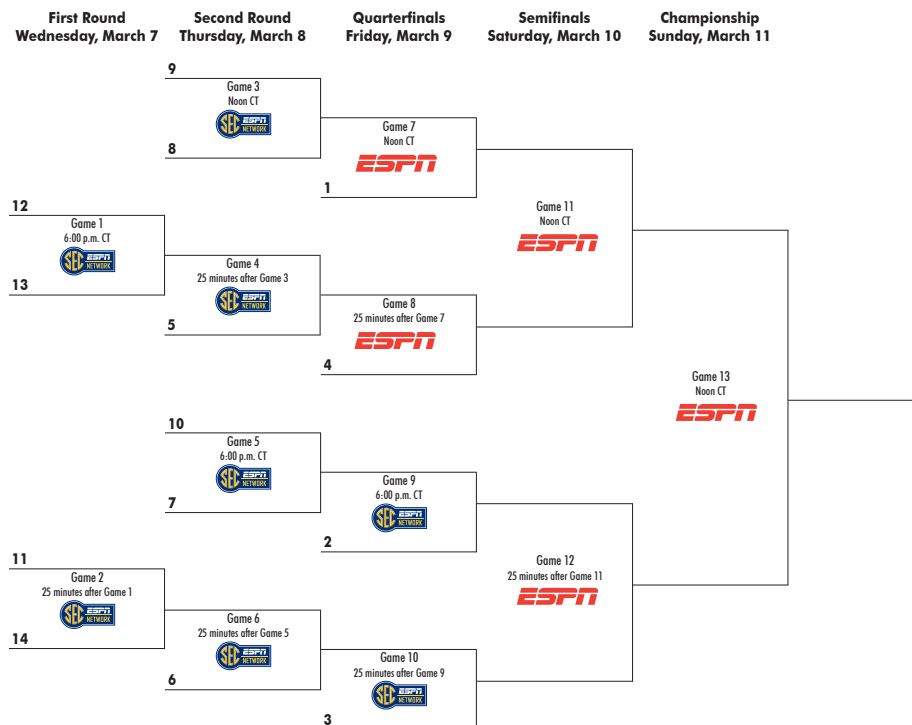 First Round
Wednesday, March 7
Second Round
Thursday, March 8
Quarterfinals
Friday, March 9
Semifinals
Saturday, March 10
Championship
Sunday, March 11
9
Game 3
Noon CT
SEC ESPN NETWORK
8
Game 7
Noon CT
ESPN
1
12
Game 1
6:00 p.m. CT
SEC ESPN NETWORK
13
Game 4
25 minutes after Game 3
SEC ESPN NETWORK
5
Game 8
25 minutes after Game 7
ESPN
4
Game 11
Noon CT
ESPN
Game 13
Noon CT
ESPN
10
Game 5
6:00 p.m. CT
SEC ESPN NETWORK
7
Game 9
6:00 p.m. CT
SEC ESPN NETWORK
2
11
Game 2
25 minutes after Game 1
SEC ESPN NETWORK
14
Game 6
25 minutes after Game 5
SEC ESPN NETWORK
6
Game 10
25 minutes after Game 9
SEC ESPN NETWORK
3
Game 12
25 minutes after Game 11
ESPN